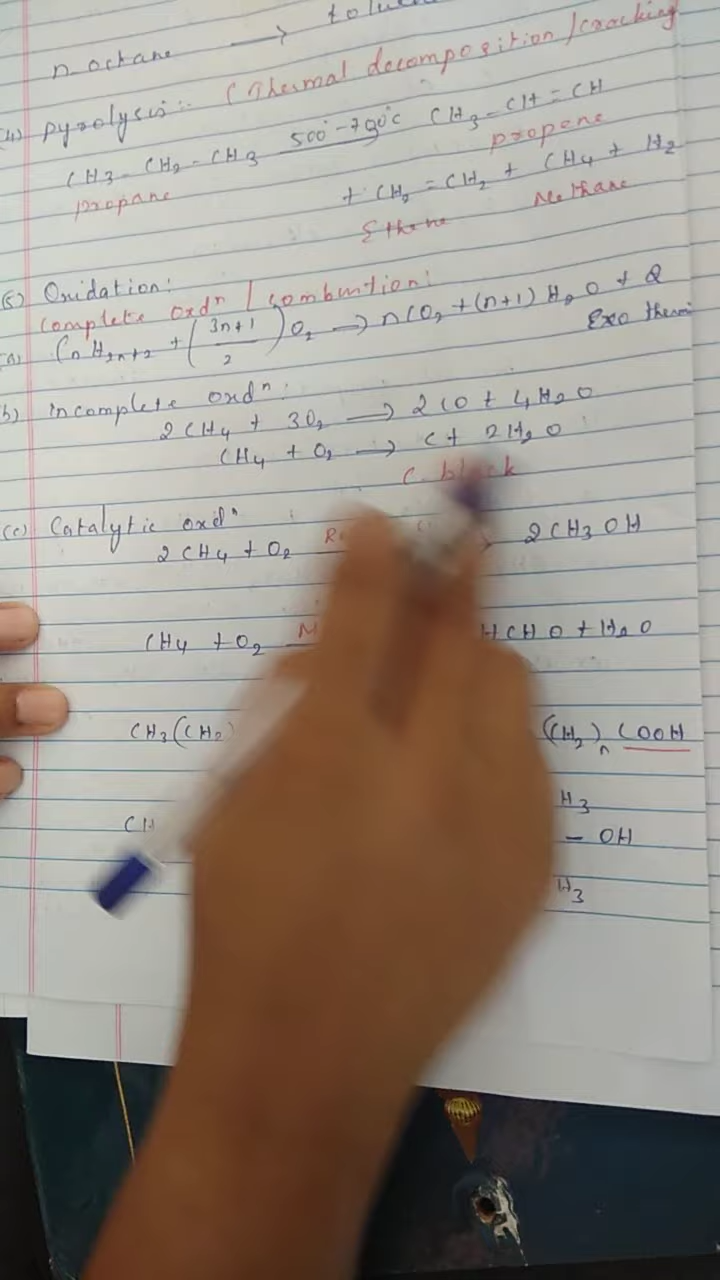 n-octane ⟶
(4) Pyrolysis:- (Thermal decomposition / cracking
CH3 - CH2 - CH3 500° - 790°C CH3 - CH = CH
propane propene
+ CH2 = CH2 + CH4 + H2
Ethene Methane
(5) Oxidation:
complete oxdⁿ / combustion:
(a) CnH2n+2 + (3n+1/2) O2 ⟶ nCO2 + (n+1) H2O + Q
Exo
b) incomplete oxdⁿ:
2CH4 + 3O2 ⟶ 2CO + 4H2O
CH4 + O2 ⟶ C + 2H2O
C. black
(c) Catalytic oxdⁿ
2CH4 + O2 2CH3OH
CH4 + O2 HCHO + H2O
CH3(CH2) (CH2)n COOH
H3
CH - OH
H3